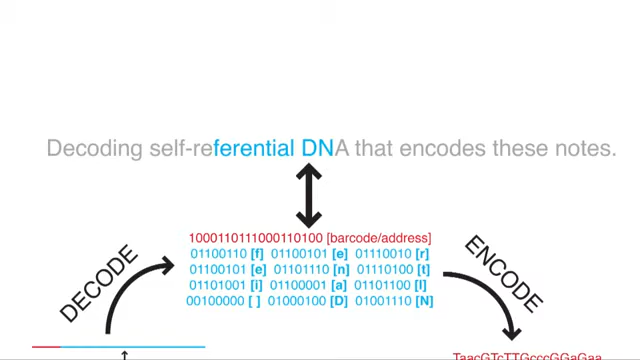 Decoding self-referential DNA that encodes these notes.
1000110111000110100 [barcode/address]
01100110 [f] 01100101 [e] 01110010 [r]
01100101 [e] 01101110 [n] 01110100 [t]
01101001 [i] 01100001 [a] 01101100 [l]
00100000 [ ] 01000100 [D] 01001110 [N]
DECODE
ENCODE
TaacGTcTTGcccGGaGaa